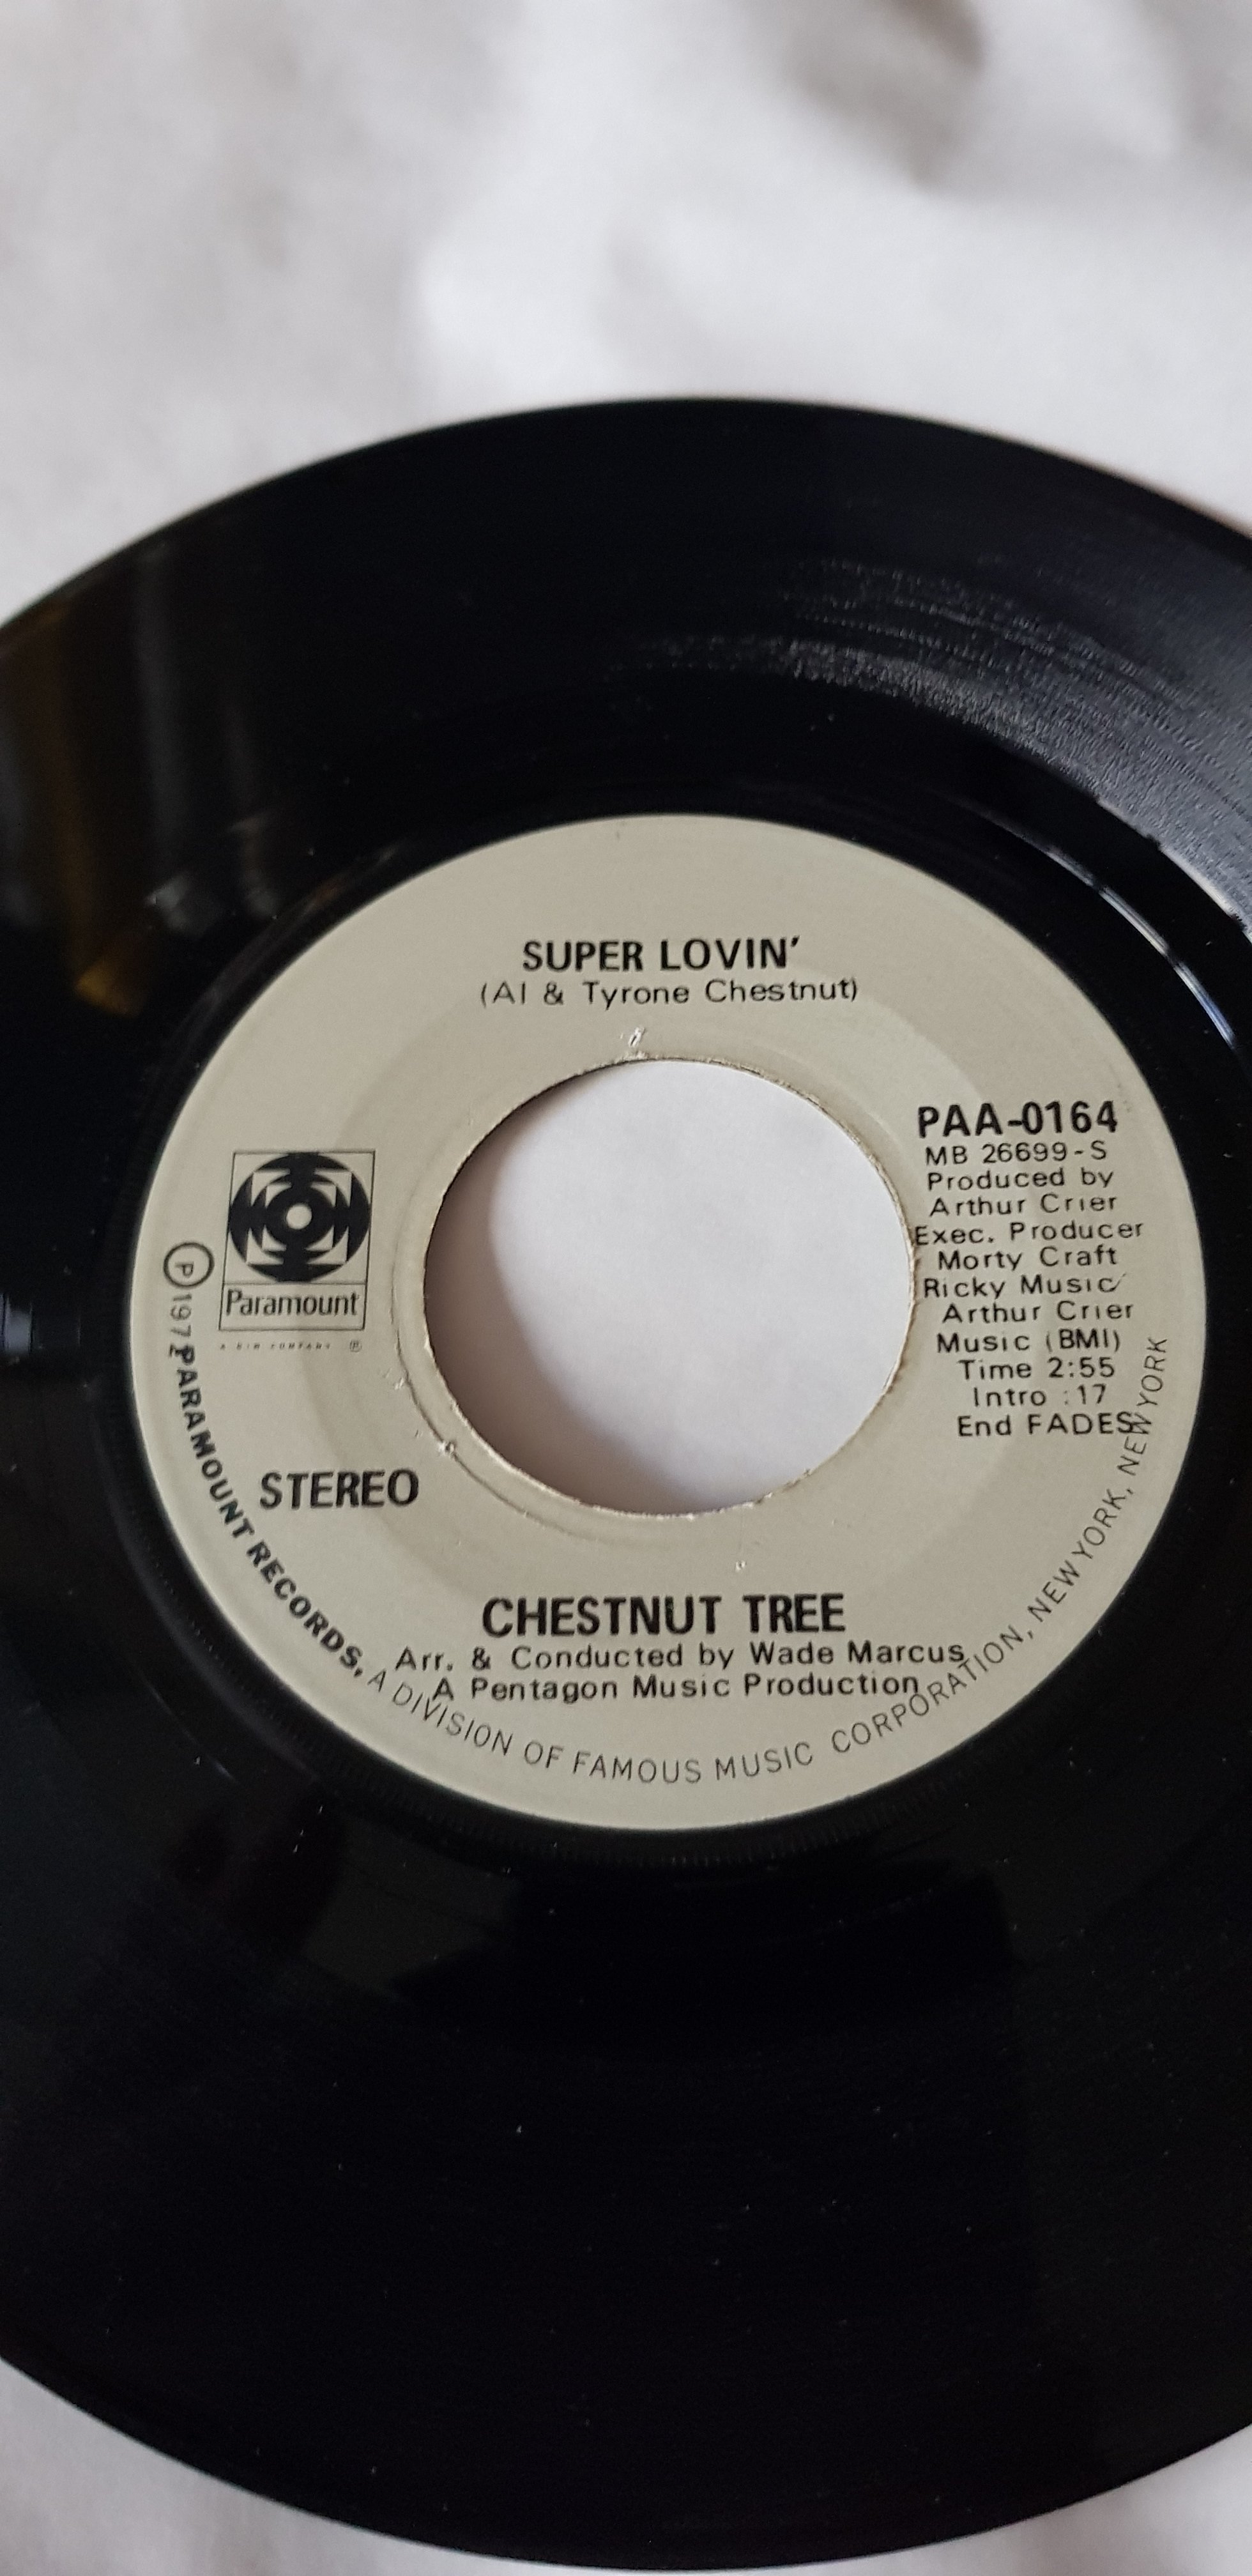 SUPER LOVIN'
(Al & Tyrone Chestnut)
PAA-0164
MB 26699-S
Produced by
Arthur Crier
Exec. Producer
Morty Craft
Ricky Music/
Arthur Crier
Music (BMI)
Time 2:55
Intro :17
End FADES
Paramount
A G+W COMPANY ®
STEREO
CHESTNUT TREE
Arr. & Conducted by Wade Marcus
A Pentagon Music Production
Ⓟ PARAMOUNT RECORDS, A DIVISION OF FAMOUS MUSIC CORPORATION, NEW YORK, NEW YORK